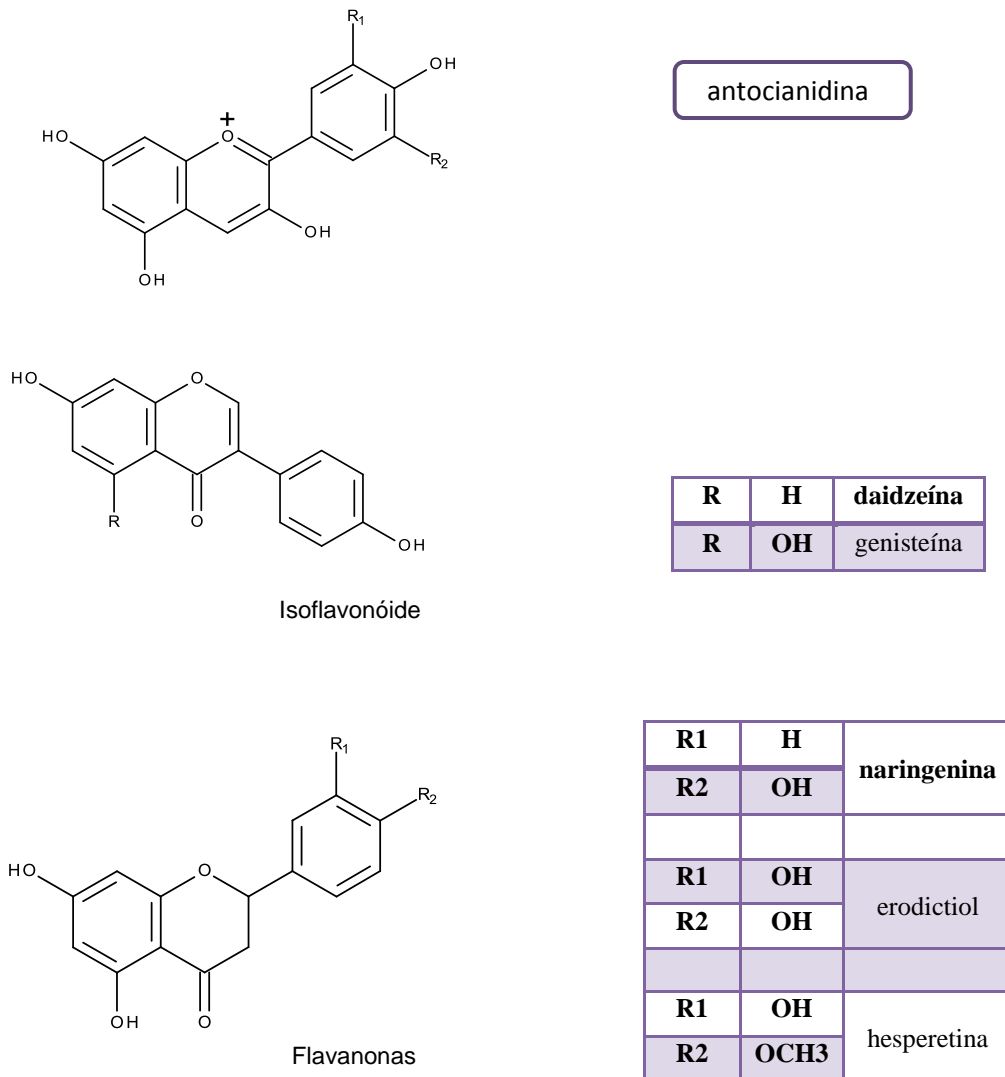 R1
OH
antocianidina
+
HO
O
R2
OH
OH
HO
O
R
O
OH
R H daidzeína
R OH genisteína
Isoflavonóide
R1
R2
HO
O
OH
O
Flavanonas
R1 H naringenina
R2 OH
R1 OH erodictiol
R2 OH
R1 OH hesperetina
R2 OCH3